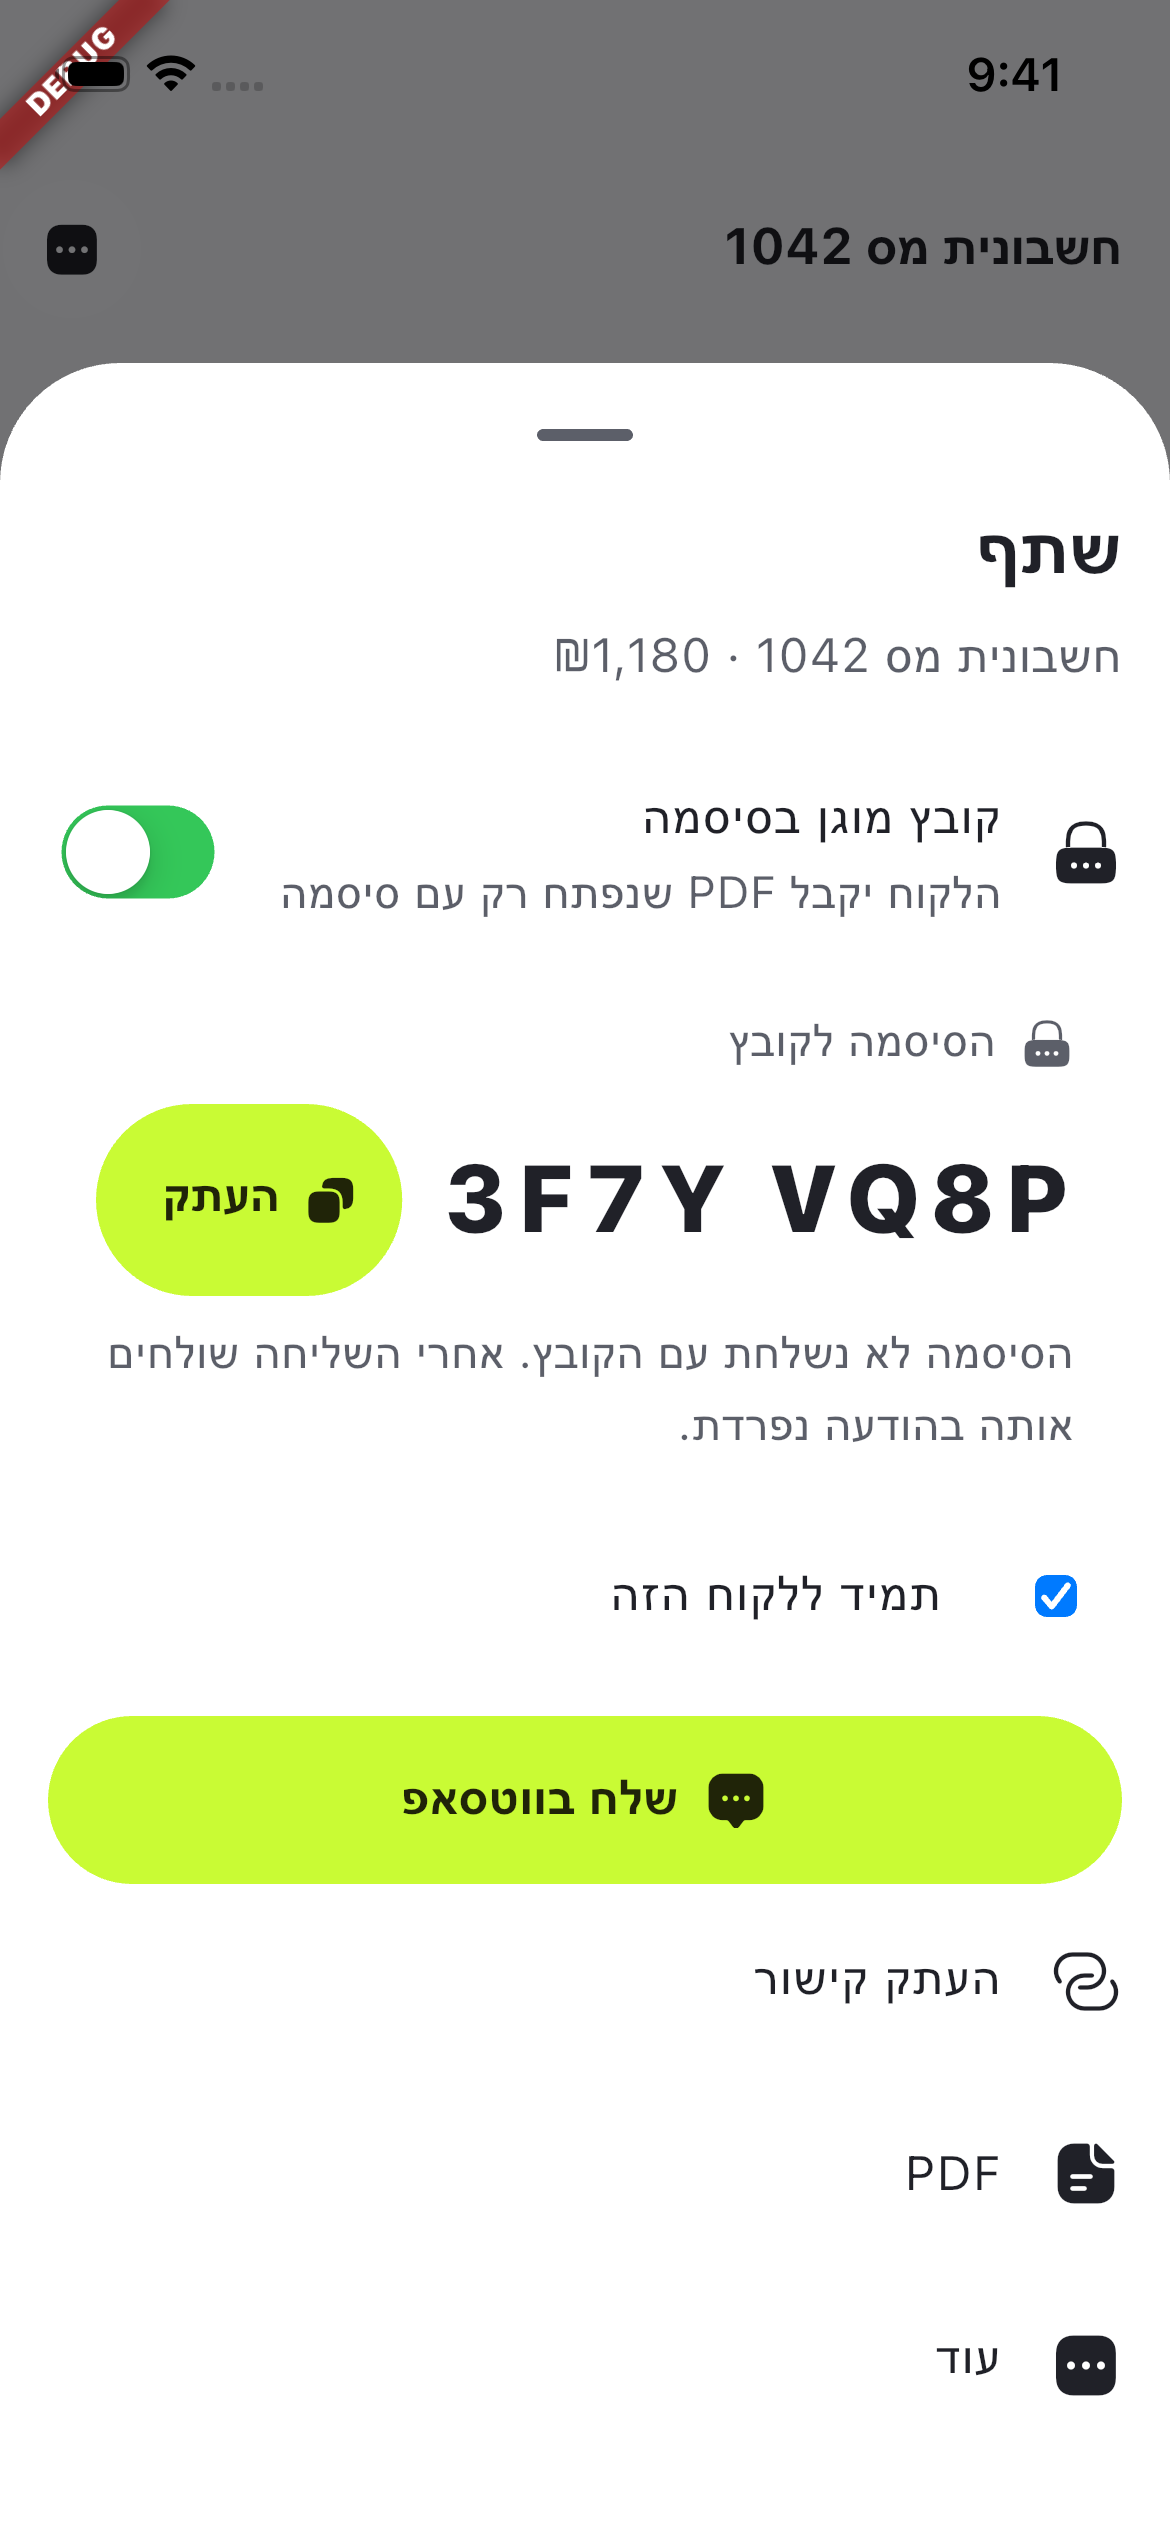 9:41
DEBUG
חשבונית מס 1042
שתף
חשבונית מס 1042 · ₪1,180
קובץ מוגן בסיסמה
הלקוח יקבל PDF שנפתח רק עם סיסמה
הסיסמה לקובץ
3F7Y VQ8P
העתק
הסיסמה לא נשלחת עם הקובץ. אחרי השליחה שולחים
אותה בהודעה נפרדת.
תמיד ללקוח הזה
שלח בווטסאפ
העתק קישור
PDF
עוד